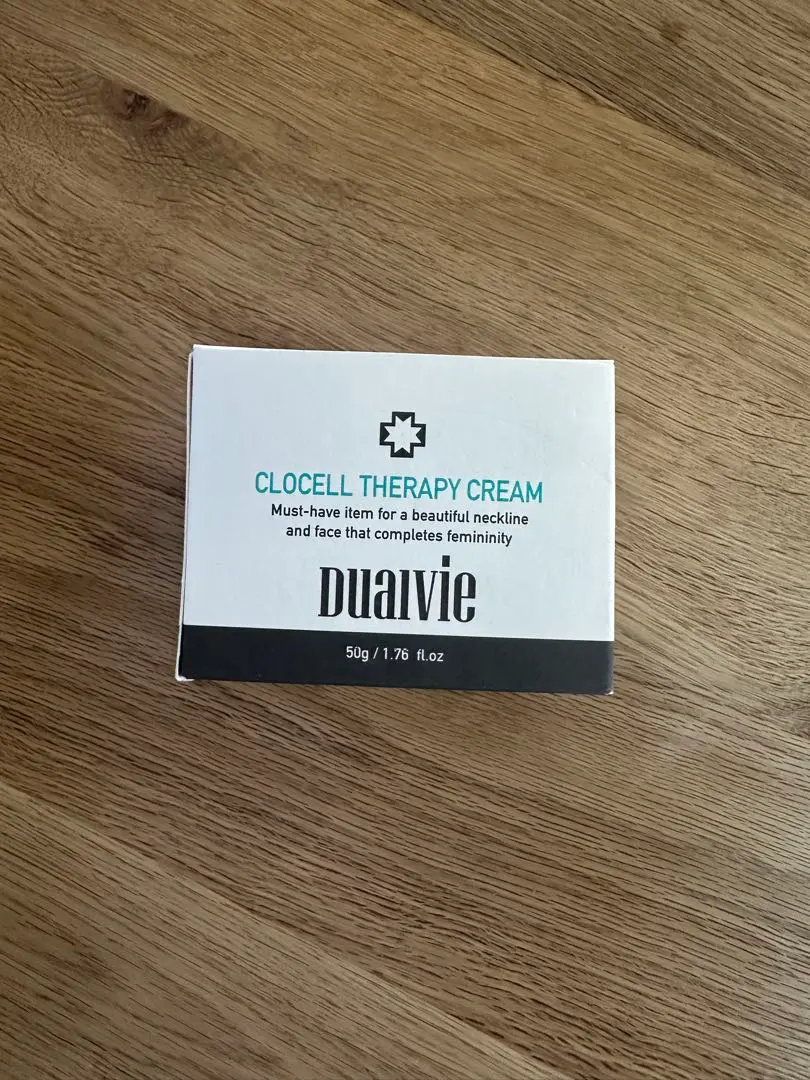 CLOCELL THERAPY CREAM
Must-have item for a beautiful neckline
and face that completes femininity
Dualvie
50g / 1.76 fl.oz